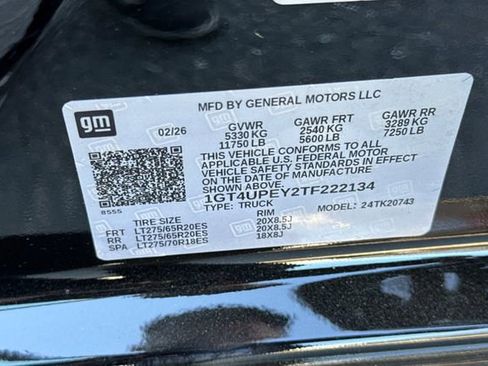 MFD BY GENERAL MOTORS LLC
gm
02/26
GVWR GAWR FRT GAWR RR
5330 KG 2540 KG 3289 KG
11750 LB 5600 LB 7250 LB
THIS VEHICLE CONFORMS TO ALL
APPLICABLE U.S. FEDERAL MOTOR
VEHICLE SAFETY STANDARDS IN
EFFECT ON THE DATE OF MANUFACTURE
SHOWN ABOVE.
1GT4UPEY2TF222134
TYPE: TRUCK MODEL: 24TK20743
8555
TIRE SIZE RIM
FRT LT275/65R20ES 20X8.5J
RR LT275/65R20ES 20X8.5J
SPA LT275/70R18ES 18X8J